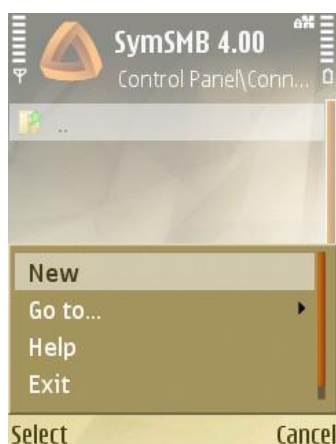 SymSMB 4.00
Control Panel\Conn...
..
New
Go to...
Help
Exit
Select Cancel